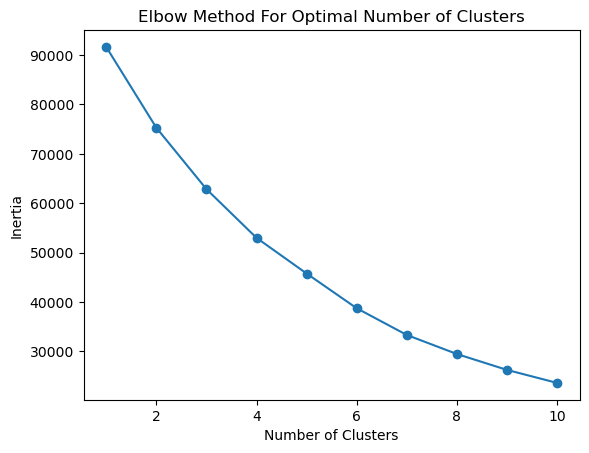 Elbow Method For Optimal Number of Clusters
90000
80000
70000
60000
50000
40000
30000
Inertia
2 4 6 8 10
Number of Clusters